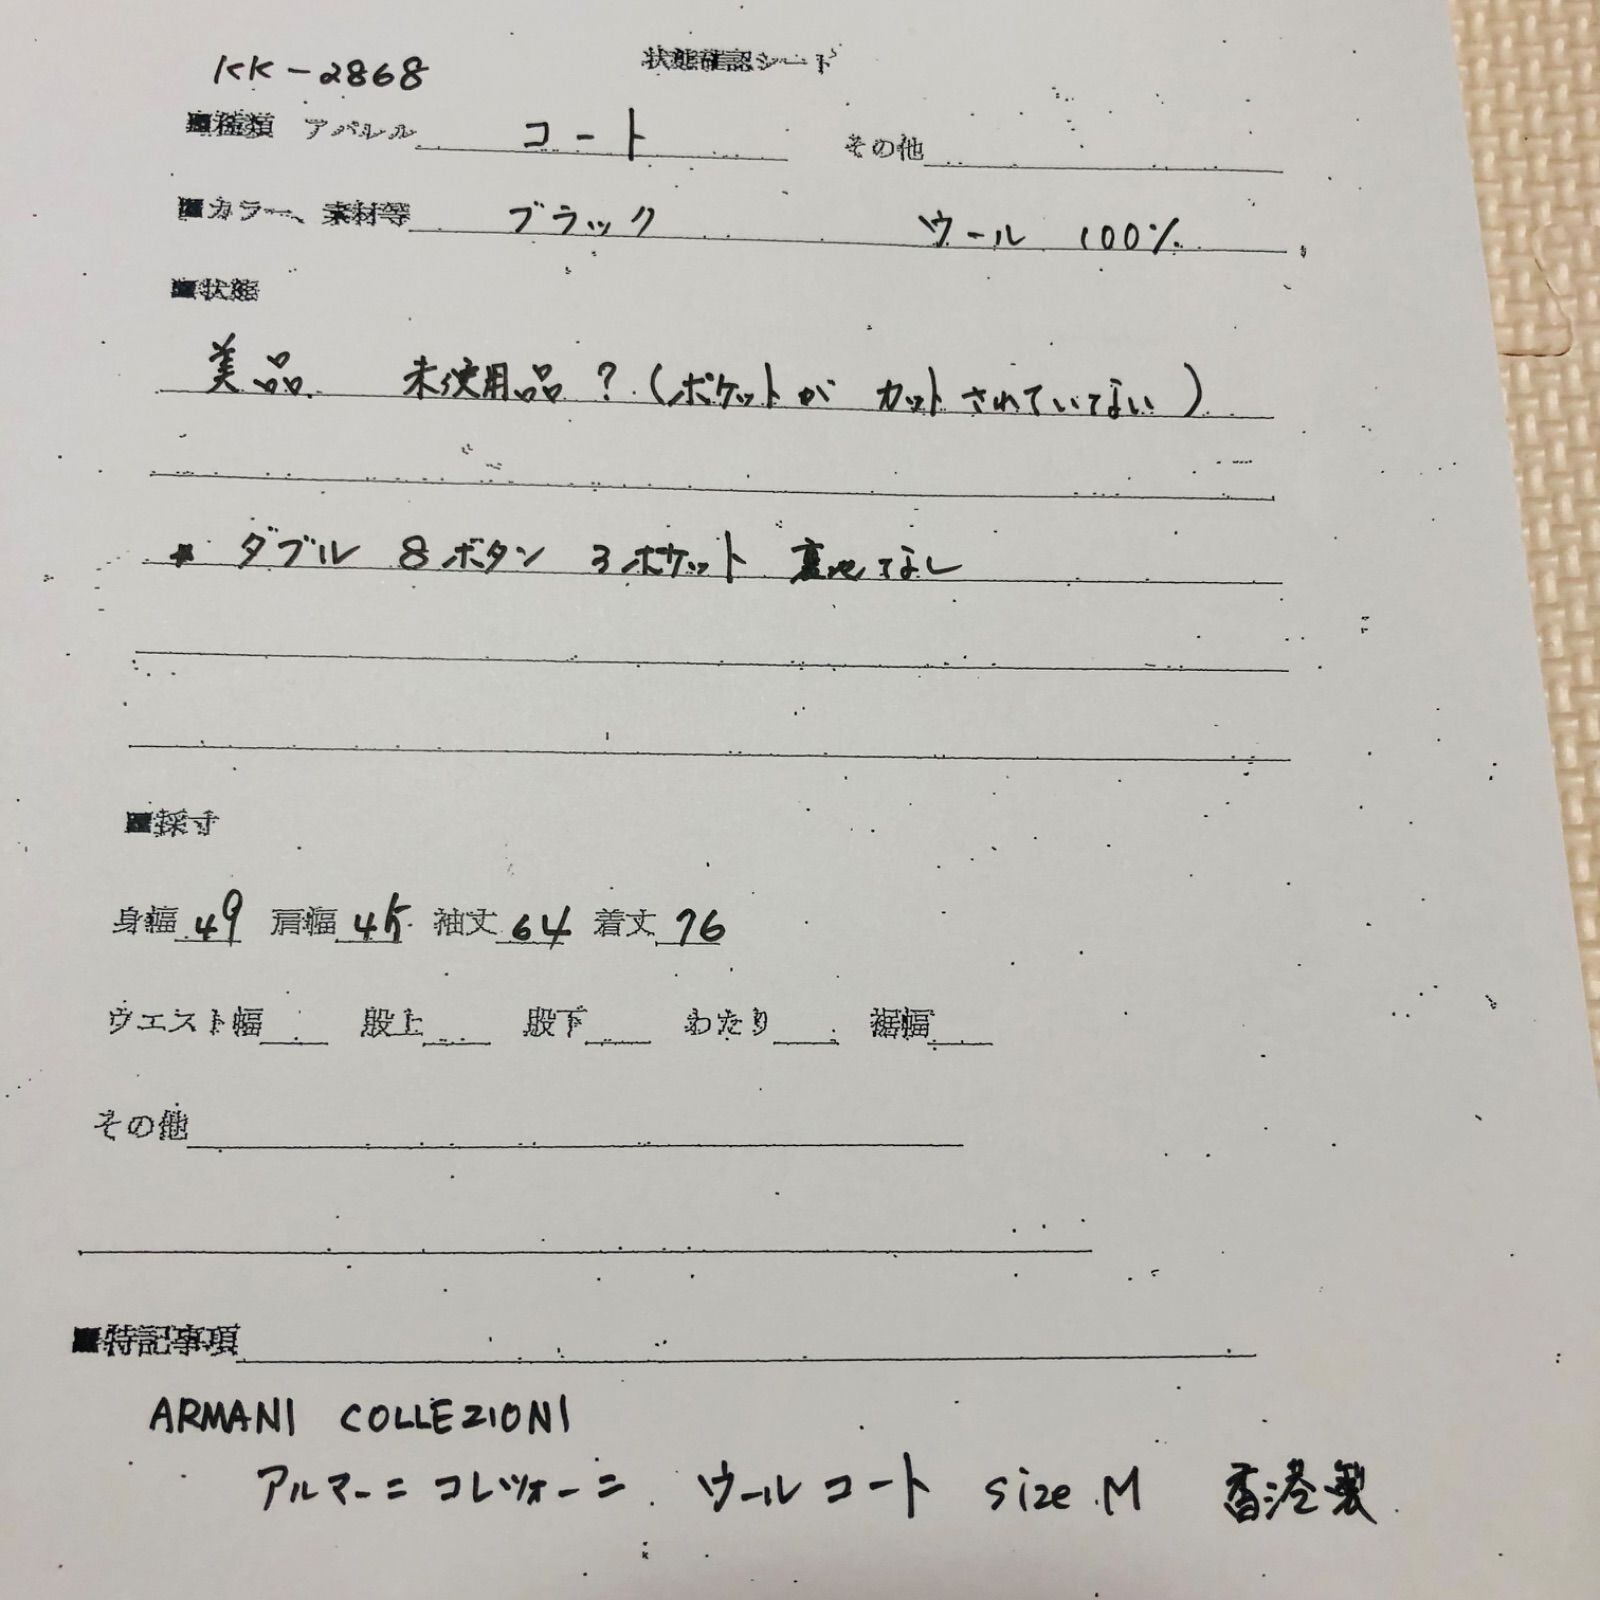 KK-2868
状態確認シート
■種類 アパレル コート その他
■カラー、素材等 ブラック ウール 100%
■状態
美品 未使用品?(ポケットが カットされていない)
* ダブル 8ボタン 3ポケット 裏地なし
■採寸
身幅 49 肩幅 45 袖丈 64 着丈 76
ウエスト幅 股上 股下 わたり 裾幅
その他
■特記事項
ARMANI COLLEZIONI
アルマーニ コレツォーニ ウールコート size M 香港製